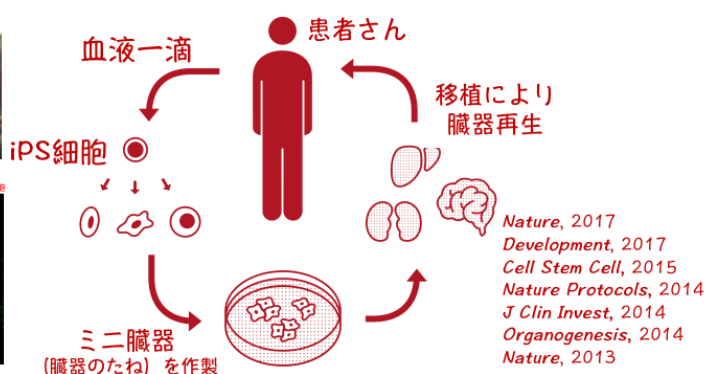 患者さん
血液一滴
iPS細胞
ミニ臓器
(臓器のたね) を作製
移植により
臓器再生
Nature, 2017
Development, 2017
Cell Stem Cell, 2015
Nature Protocols, 2014
J Clin Invest, 2014
Organogenesis, 2014
Nature, 2013